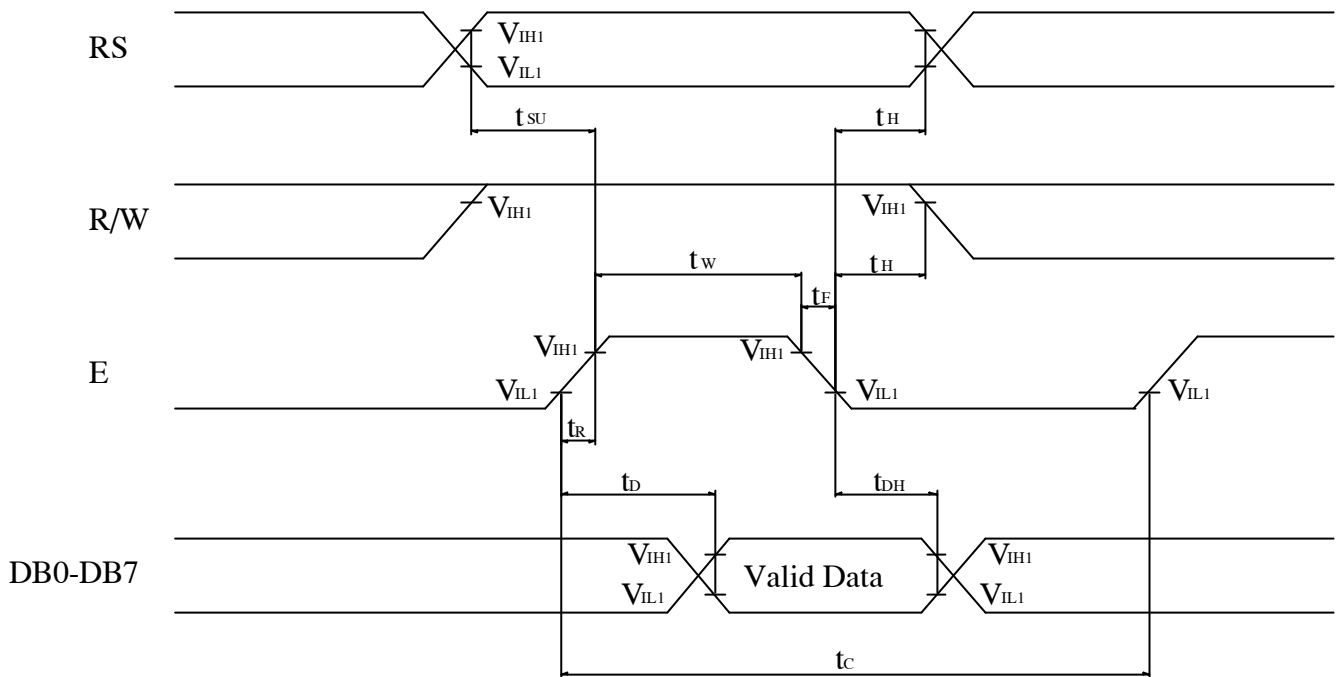 RS
VIH1
VIL1
tSU
tH
R/W
VIH1
VIH1
tW
tH
tF
E
VIH1
VIH1
VIL1
VIL1
VIL1
tR
tD
tDH
DB0-DB7
VIH1
VIL1
Valid Data
VIH1
VIL1
tC